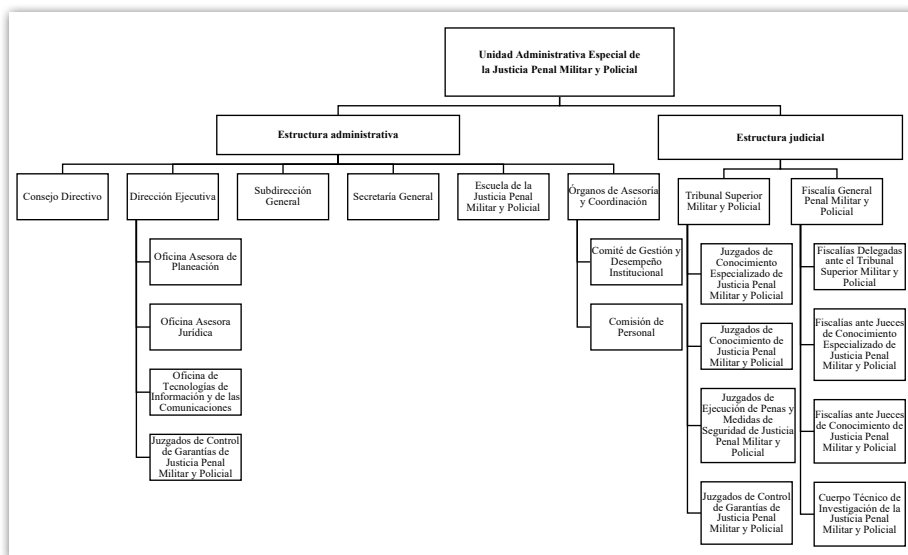 Unidad Administrativa Especial de
la Justicia Penal Militar y Policial
Estructura administrativa
Estructura judicial
Consejo Directivo
Dirección Ejecutiva
Subdirección
General
Secretaría General
Escuela de la
Justicia Penal
Militar y Policial
Órganos de Asesoría
y Coordinación
Tribunal Superior
Militar y Policial
Fiscalía General
Penal Militar
y Policial
Oficina Asesora de
Planeación
Oficina Asesora
Jurídica
Oficina de
Tecnologías de
Información y de las
Comunicaciones
Juzgados de Control
de Garantías de
Justicia Penal
Militar y Policial
Comité de Gestión y
Desempeño
Institucional
Comisión de
Personal
Juzgados de
Conocimiento
Especializado de
Justicia Penal
Militar y Policial
Juzgados de
Conocimiento de
Justicia Penal
Militar y Policial
Juzgados de
Ejecución de Penas y
Medidas de
Seguridad de Justicia
Penal Militar y
Policial
Juzgados de Control
de Garantías de
Justicia Penal
Militar y Policial
Fiscalías Delegadas
ante el Tribunal
Superior Militar y
Policial
Fiscalías ante Jueces
de Conocimiento
Especializado de
Justicia Penal
Militar y Policial
Fiscalías ante Jueces
de Conocimiento de
Justicia Penal
Militar y Policial
Cuerpo Técnico de
Investigación de la
Justicia Penal
Militar y Policial